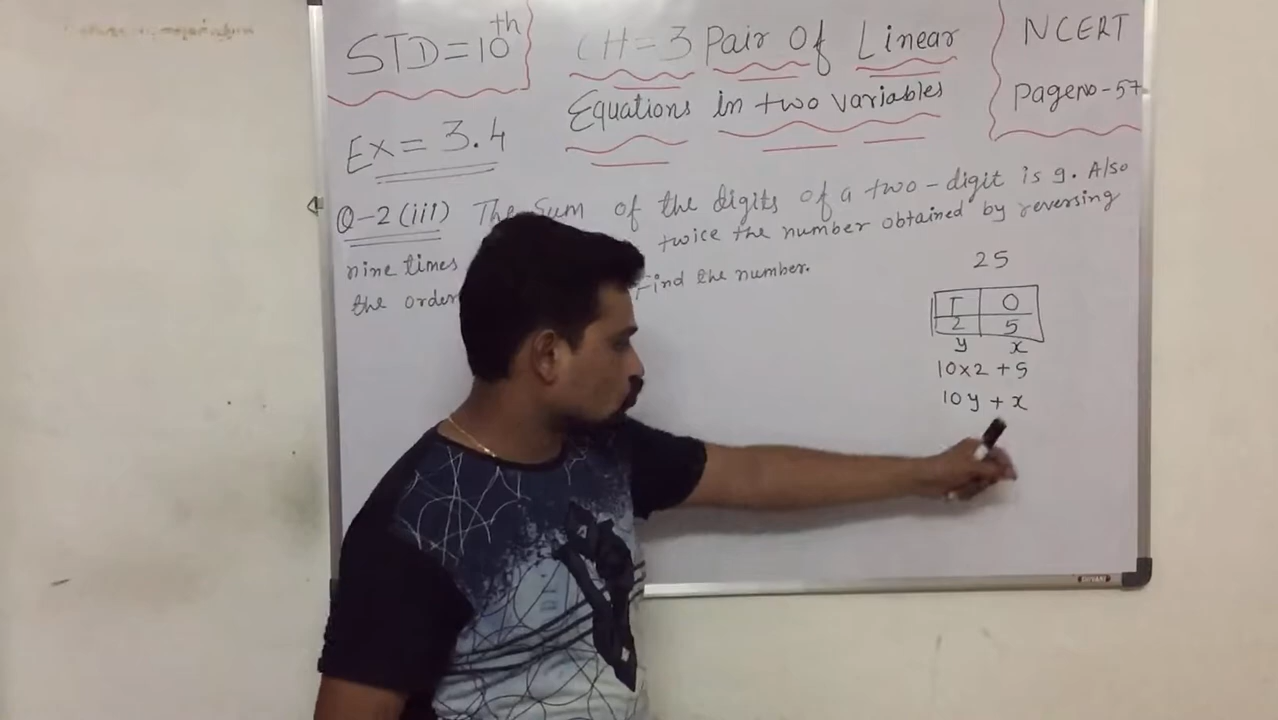 STD=10th
CH=3 Pair Of Linear
Equations in two variables
NCERT
Pageno-57
Ex= 3.4
Q-2(iii) The Sum of the digits of a two-digit is 9. Also
nine times twice the number obtained by reversing
the order Find the number.
25
T O
2 5
y x
10x2 +5
10y + x